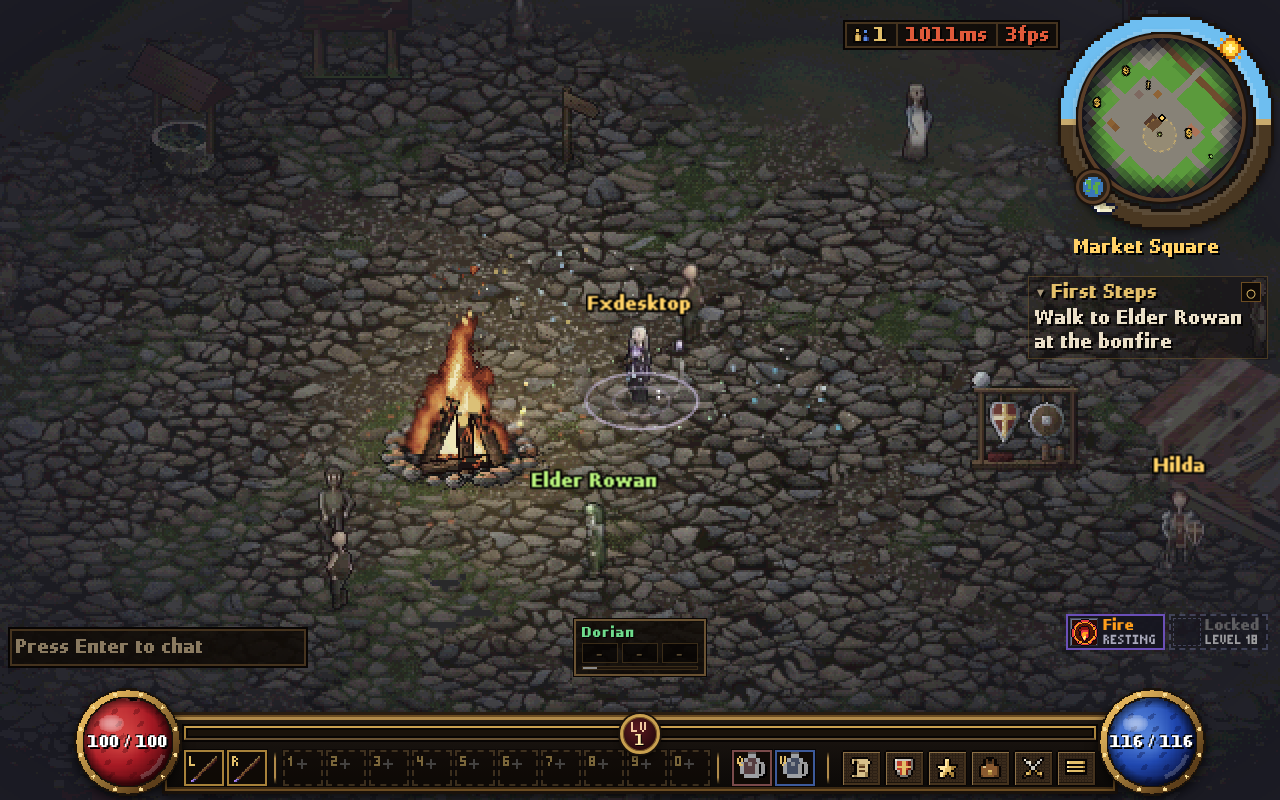 1 1011ms 3fps
Market Square
First Steps
Walk to Elder Rowan
at the bonfire
Fxdesktop
Elder Rowan
Hilda
Press Enter to chat
Dorian
- - -
Fire
RESTING
Locked
LEVEL 18
100 / 100
LV
1
116 / 116
L R 1+ 2+ 3+ 4+ 5+ 6+ 7+ 8+ 9+ 0+